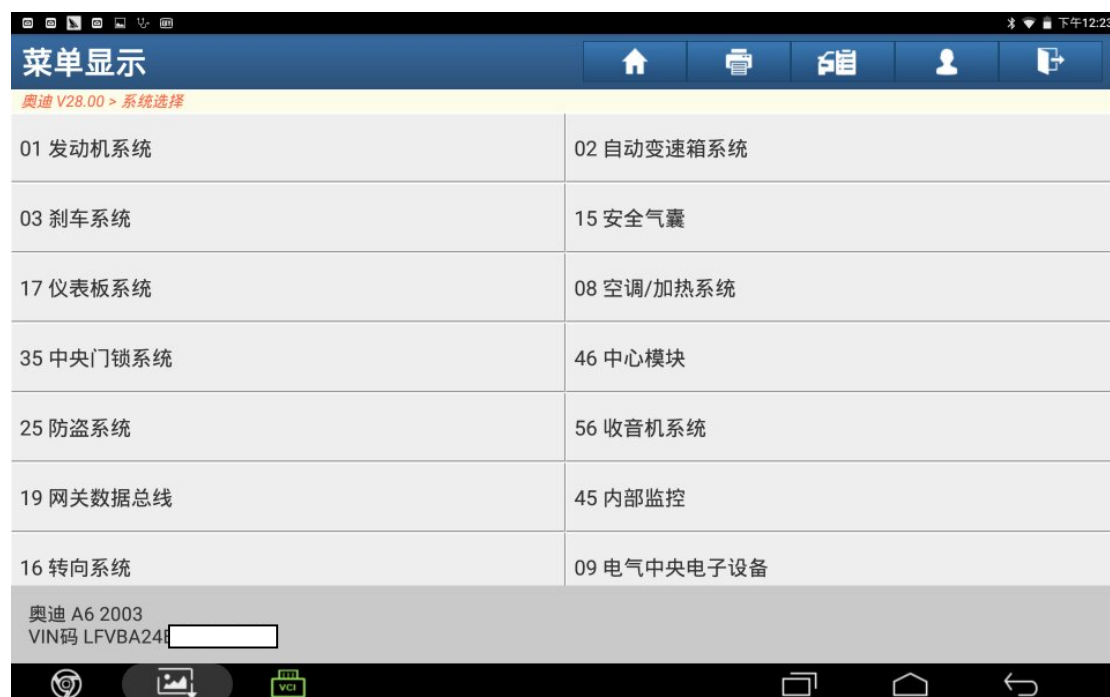 下午12:23
菜单显示
奥迪 V28.00 > 系统选择
01 发动机系统
02 自动变速箱系统
03 刹车系统
15 安全气囊
17 仪表板系统
08 空调/加热系统
35 中央门锁系统
46 中心模块
25 防盗系统
56 收音机系统
19 网关数据总线
45 内部监控
16 转向系统
09 电气中央电子设备
奥迪 A6 2003
VIN码 LFVBA24
VCI